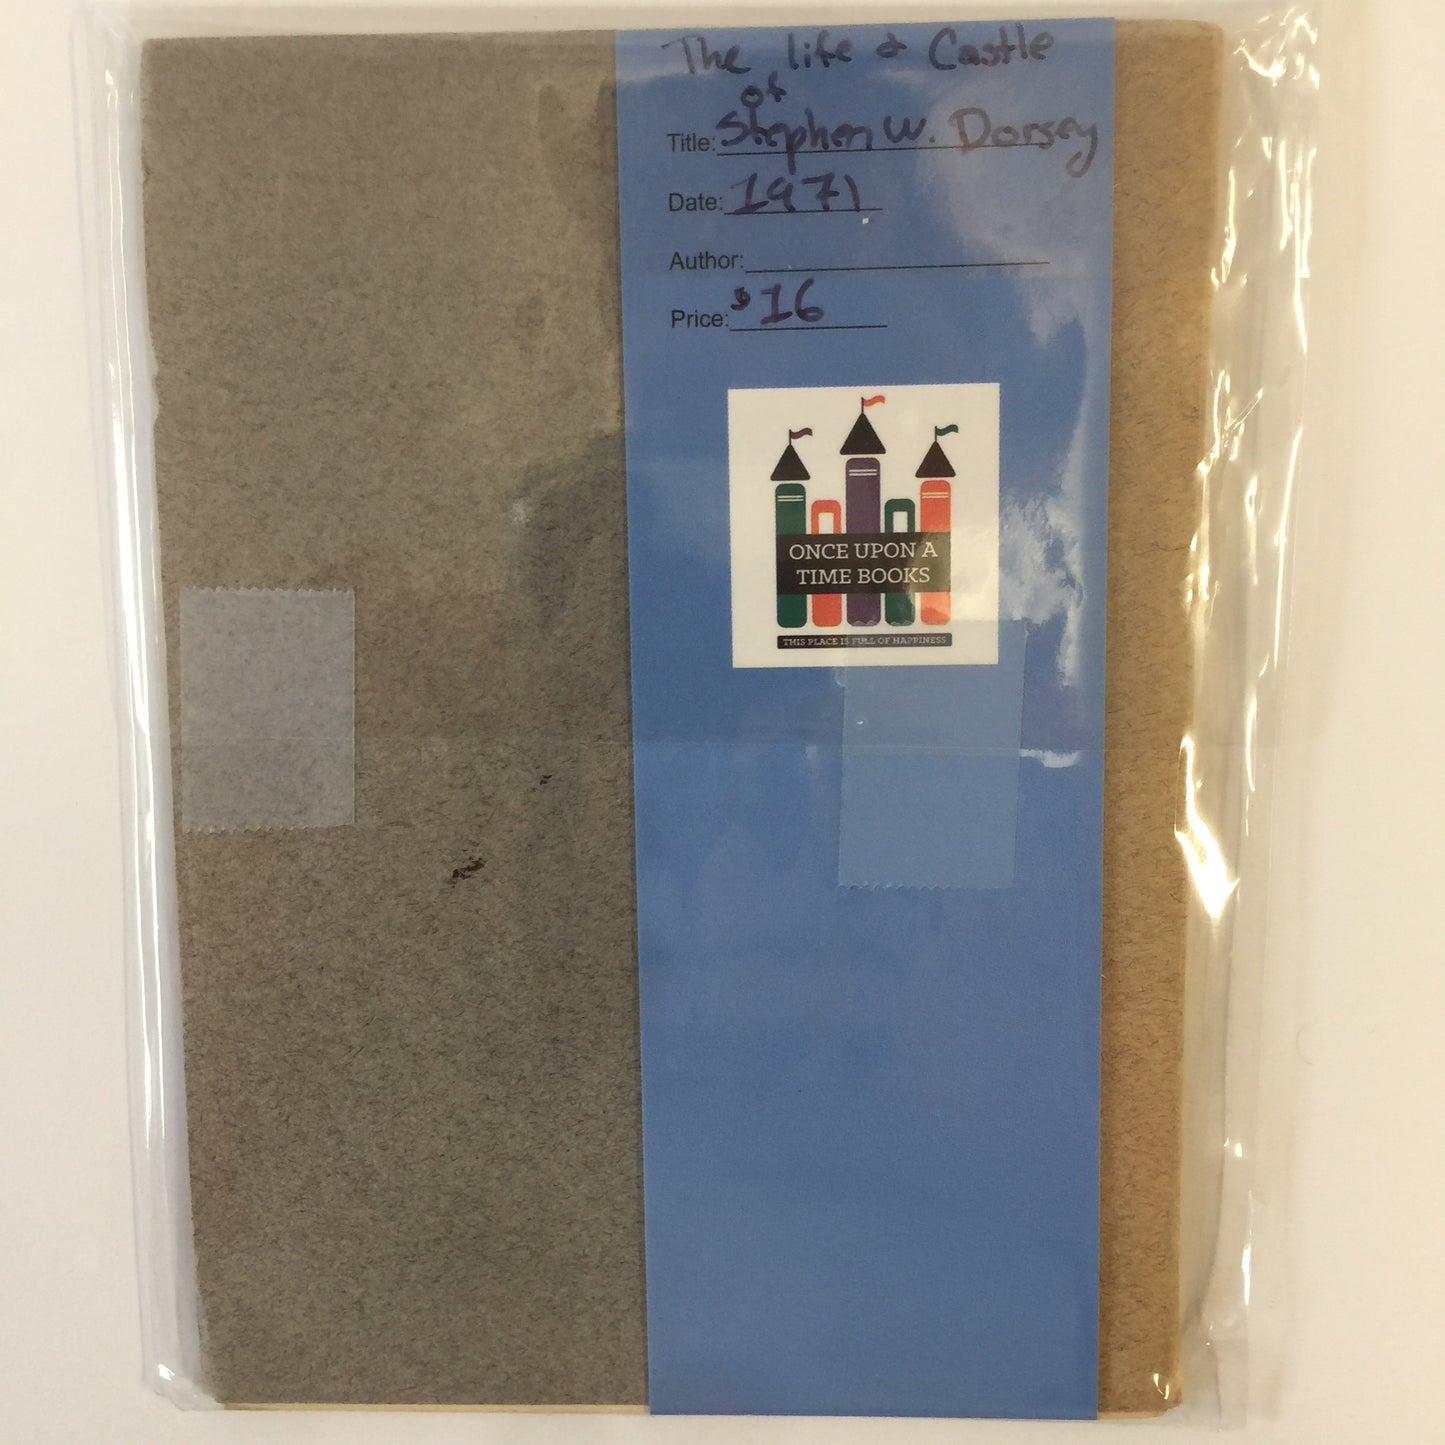 The life & Castle
of
Title: Stephen W. Dorsey
Date: 1971
Author:
Price: $16
ONCE UPON A
TIME BOOKS
THIS PLACE IS FULL OF HAPPINESS